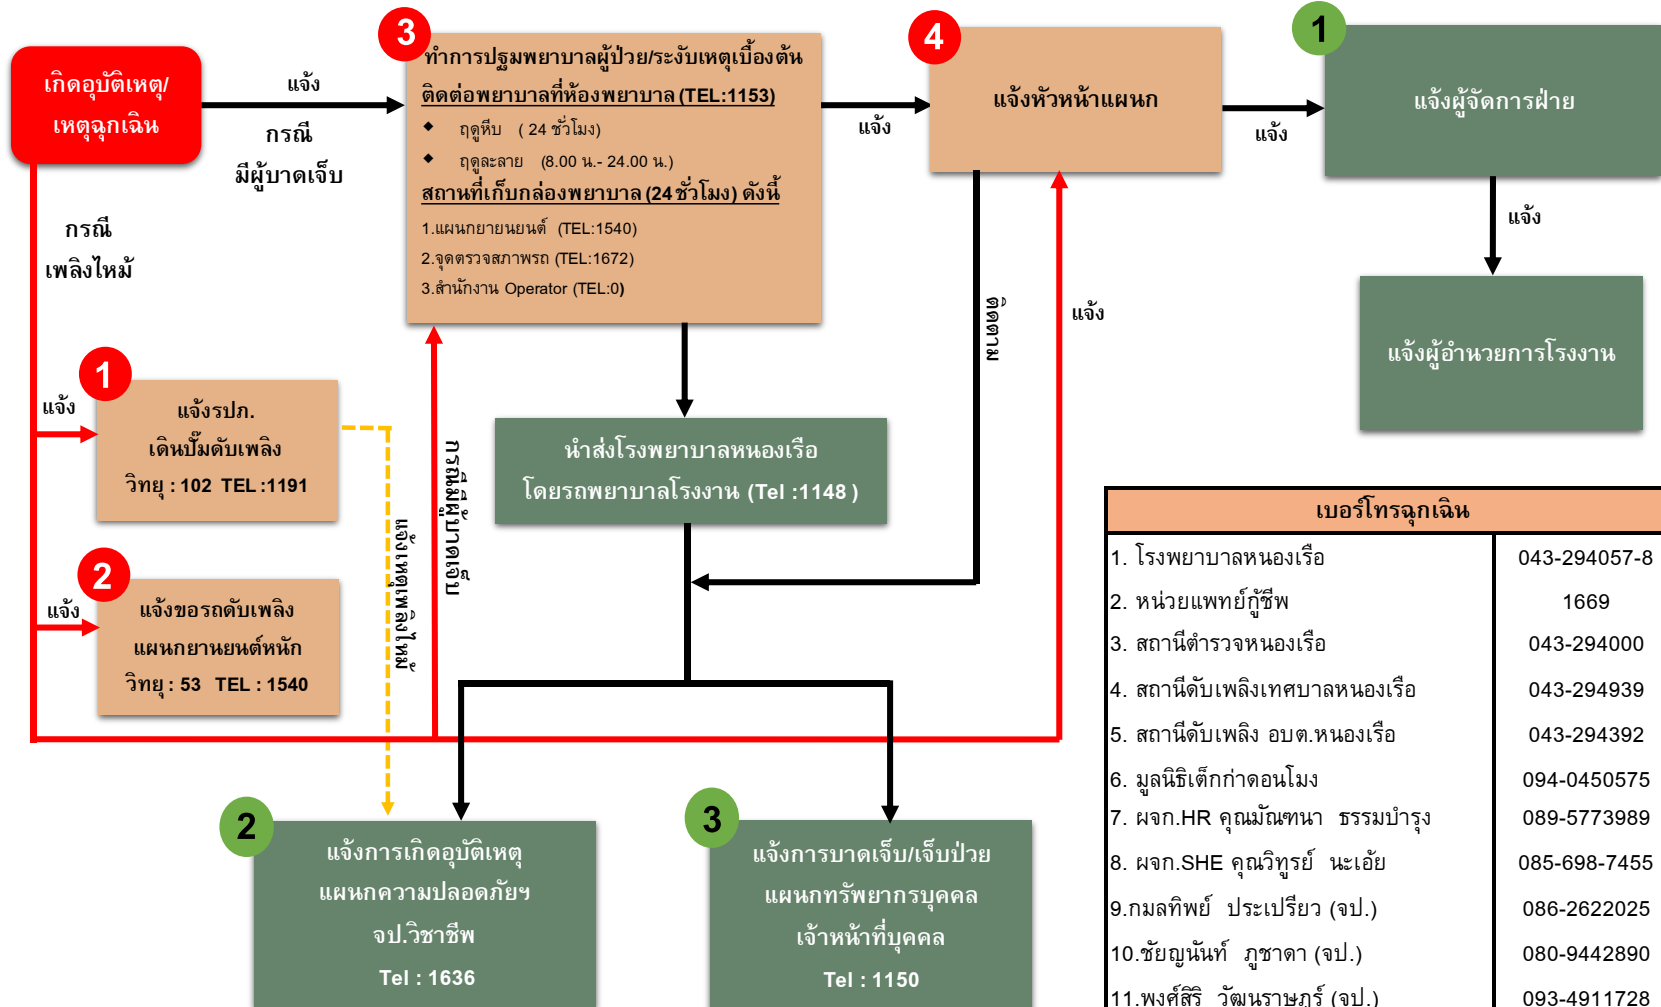 เกิดอุบัติเหตุ/
เหตุฉุกเฉิน
แจ้ง
กรณี
มีผู้บาดเจ็บ
กรณี
เพลิงไหม้
3
ทำการปฐมพยาบาลผู้ป่วย/ระงับเหตุเบื้องต้น
ติดต่อพยาบาลที่ห้องพยาบาล (TEL:1153)
◆ ฤดูหีบ ( 24 ชั่วโมง)
◆ ฤดูละลาย (8.00 น.- 24.00 น.)
สถานที่เก็บกล่องพยาบาล (24 ชั่วโมง) ดังนี้
1.แผนกยายนยนต์ (TEL:1540)
2.จุดตรวจสภาพรถ (TEL:1672)
3.สำนักงาน Operator (TEL:0)
แจ้ง
4
แจ้งหัวหน้าแผนก
แจ้ง
1
แจ้งผู้จัดการฝ่าย
แจ้ง
แจ้งผู้อำนวยการโรงงาน
ติดตาม
แจ้ง
แจ้ง
1
แจ้งรปภ.
เดินปั๊มดับเพลิง
วิทยุ : 102 TEL :1191
แจ้ง
2
แจ้งขอรถดับเพลิง
แผนกยานยนต์หนัก
วิทยุ : 53 TEL : 1540
แจ้งเหตุเพลิงไหม้
กรณีมีผู้บาดเจ็บ
นำส่งโรงพยาบาลหนองเรือ
โดยรถพยาบาลโรงงาน (Tel :1148 )
2
แจ้งการเกิดอุบัติเหตุ
แผนกความปลอดภัยฯ
จป.วิชาชีพ
Tel : 1636
3
แจ้งการบาดเจ็บ/เจ็บป่วย
แผนกทรัพยากรบุคคล
เจ้าหน้าที่บุคคล
Tel : 1150
เบอร์โทรฉุกเฉิน
1. โรงพยาบาลหนองเรือ 043-294057-8
2. หน่วยแพทย์กู้ชีพ 1669
3. สถานีตำรวจหนองเรือ 043-294000
4. สถานีดับเพลิงเทศบาลหนองเรือ 043-294939
5. สถานีดับเพลิง อบต.หนองเรือ 043-294392
6. มูลนิธิเต็กก่าดอนโมง 094-0450575
7. ผจก.HR คุณมัณฑนา ธรรมบำรุง 089-5773989
8. ผจก.SHE คุณวิทูรย์ นะเอ้ย 085-698-7455
9.กมลทิพย์ ประเปรียว (จป.) 086-2622025
10.ชัยญนันท์ ภูชาดา (จป.) 080-9442890
11.พงศ์สิริ วัฒนราษฎร์ (จป.) 093-4911728